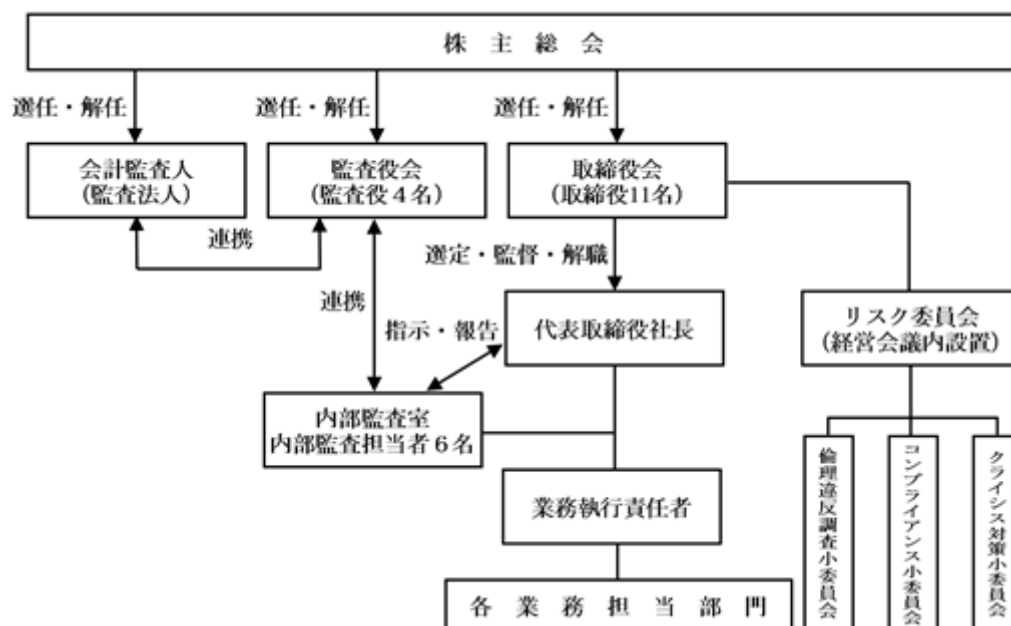 株 主 総 会
選任・解任
選任・解任
選任・解任
会計監査人
(監査法人)
監査役会
(監査役4名)
取締役会
(取締役11名)
連携
選定・監督・解職
連携
指示・報告
代表取締役社長
リスク委員会
(経営会議内設置)
内部監査室
内部監査担当者6名
業務執行責任者
倫理違反調査小委員会
コンプライアンス小委員会
クライシス対策小委員会
各 業 務 担 当 部 門